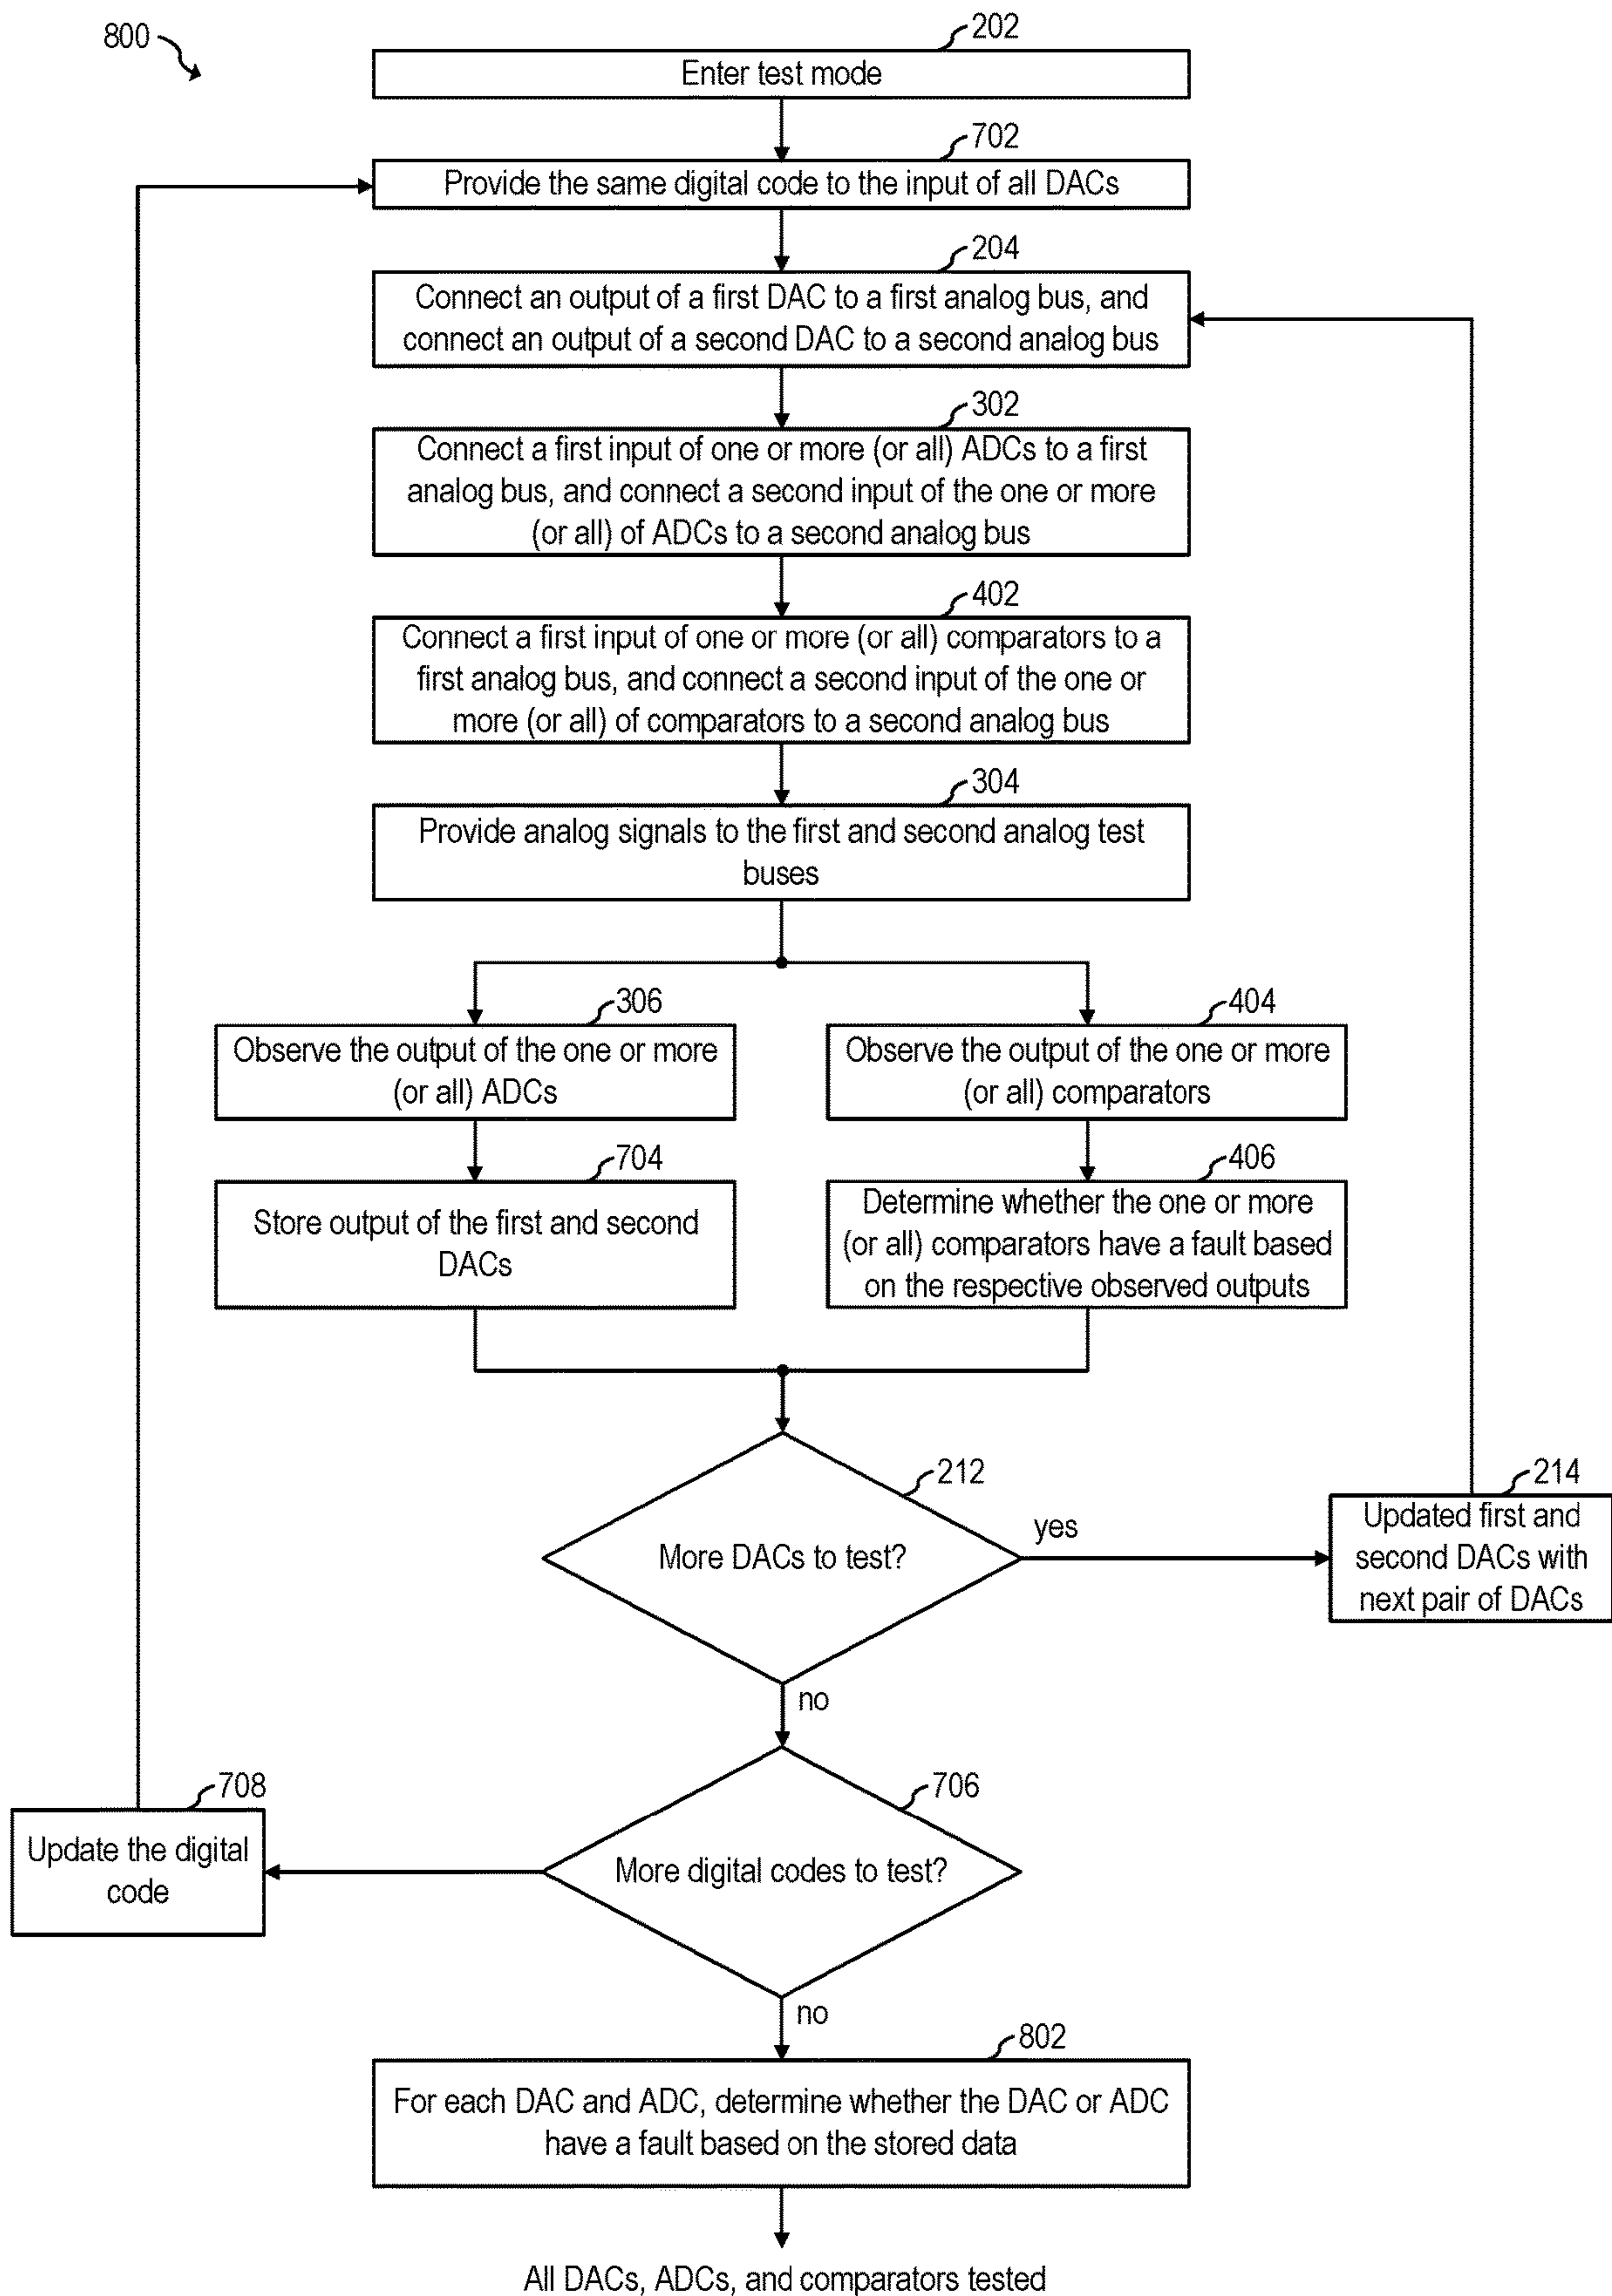 800
202
Enter test mode
702
Provide the same digital code to the input of all DACs
204
Connect an output of a first DAC to a first analog bus, and
connect an output of a second DAC to a second analog bus
302
Connect a first input of one or more (or all) ADCs to a first
analog bus, and connect a second input of the one or more
(or all) of ADCs to a second analog bus
402
Connect a first input of one or more (or all) comparators to a
first analog bus, and connect a second input of the one or
more (or all) of comparators to a second analog bus
304
Provide analog signals to the first and second analog test
buses
306
Observe the output of the one or more
(or all) ADCs
404
Observe the output of the one or more
(or all) comparators
704
Store output of the first and second
DACs
406
Determine whether the one or more
(or all) comparators have a fault based
on the respective observed outputs
212
More DACs to test?
yes
214
Updated first and
second DACs with
next pair of DACs
no
708
Update the digital
code
706
More digital codes to test?
no
802
For each DAC and ADC, determine whether the DAC or ADC
have a fault based on the stored data
All DACs, ADCs, and comparators tested